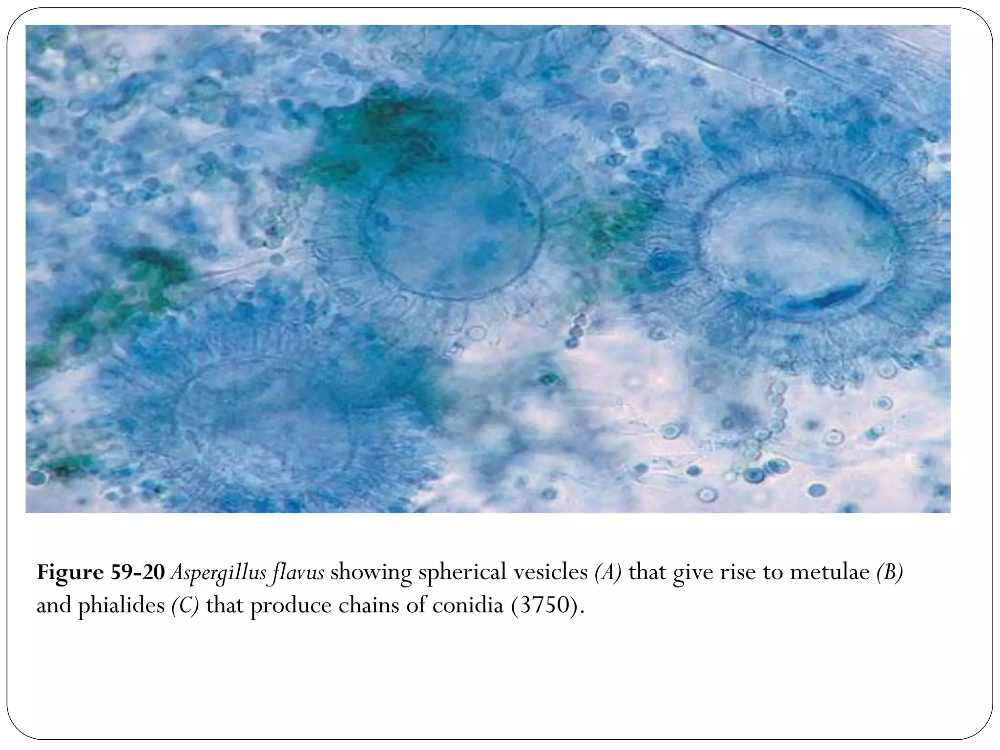 Figure 59-20 Aspergillus flavus showing spherical vesicles (A) that give rise to metulae (B)
and phialides (C) that produce chains of conidia (3750).